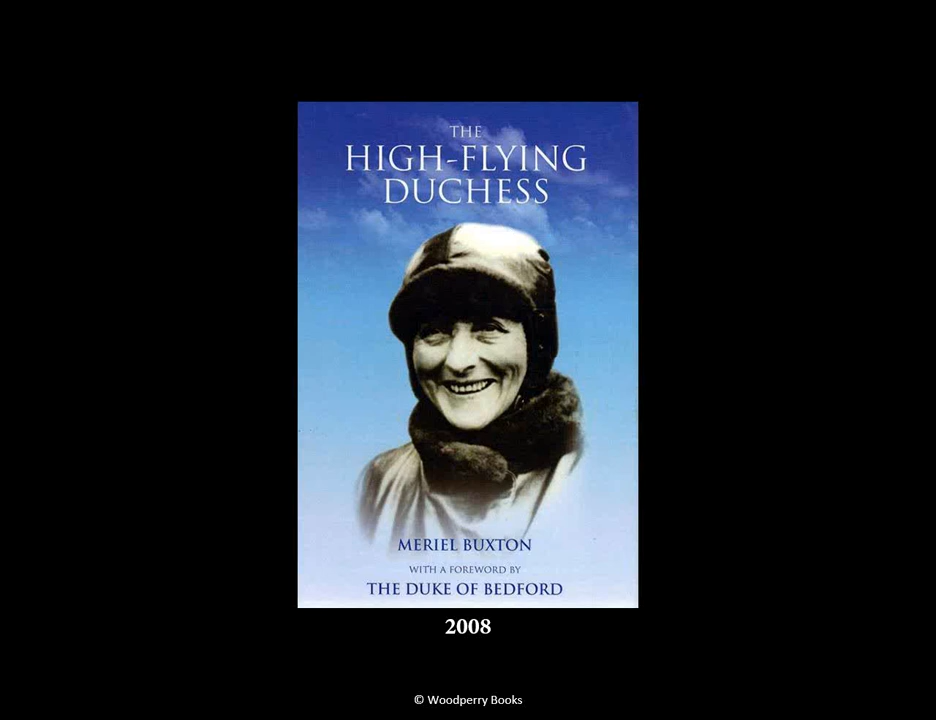 THE
HIGH-FLYING
DUCHESS
MERIEL BUXTON
WITH A FOREWORD BY
THE DUKE OF BEDFORD
2008
© Woodperry Books